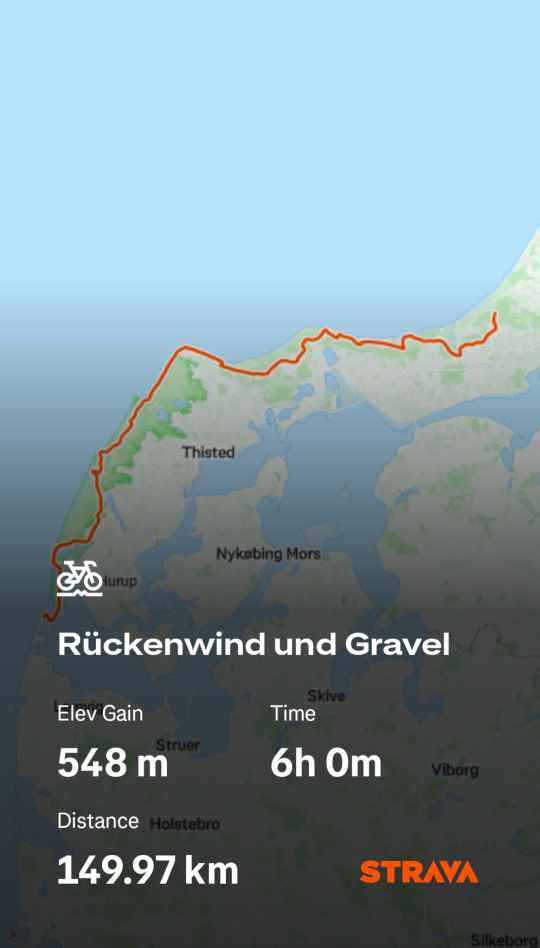 Thisted
Nykøbing Mors
Hurup
Rückenwind und Gravel
Skive
Lemvig
Elev Gain
Time
Struer
548 m
6h 0m
Viborg
Distance
Holstebro
149.97 km
STRAVA
Silkeborg